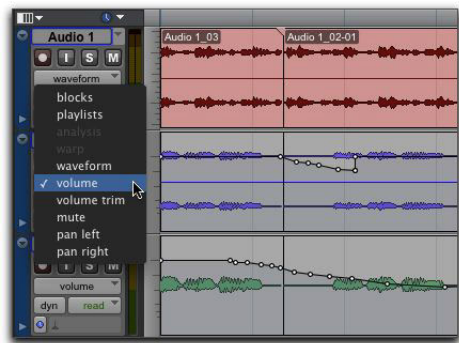 Audio 1
I S M
waveform
blocks
playlists
analysis
warp
waveform
✓ volume
volume trim
mute
pan left
pan right
I S M
volume
dyn read
Audio 1_03
Audio 1_02-01